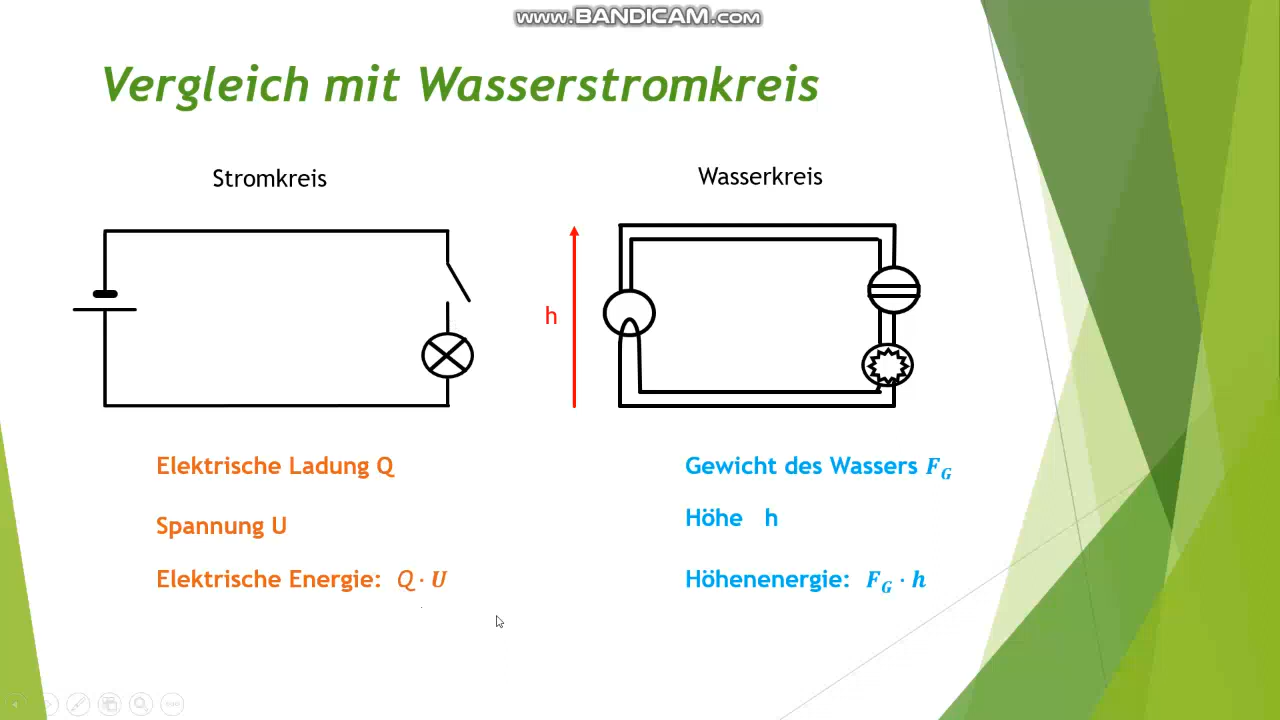 www.BANDICAM.com
Vergleich mit Wasserstromkreis
Stromkreis
Wasserkreis
h
Elektrische Ladung Q
Gewicht des Wassers F_G
Spannung U
Höhe h
Elektrische Energie: Q · U
Höhenenergie: F_G · h